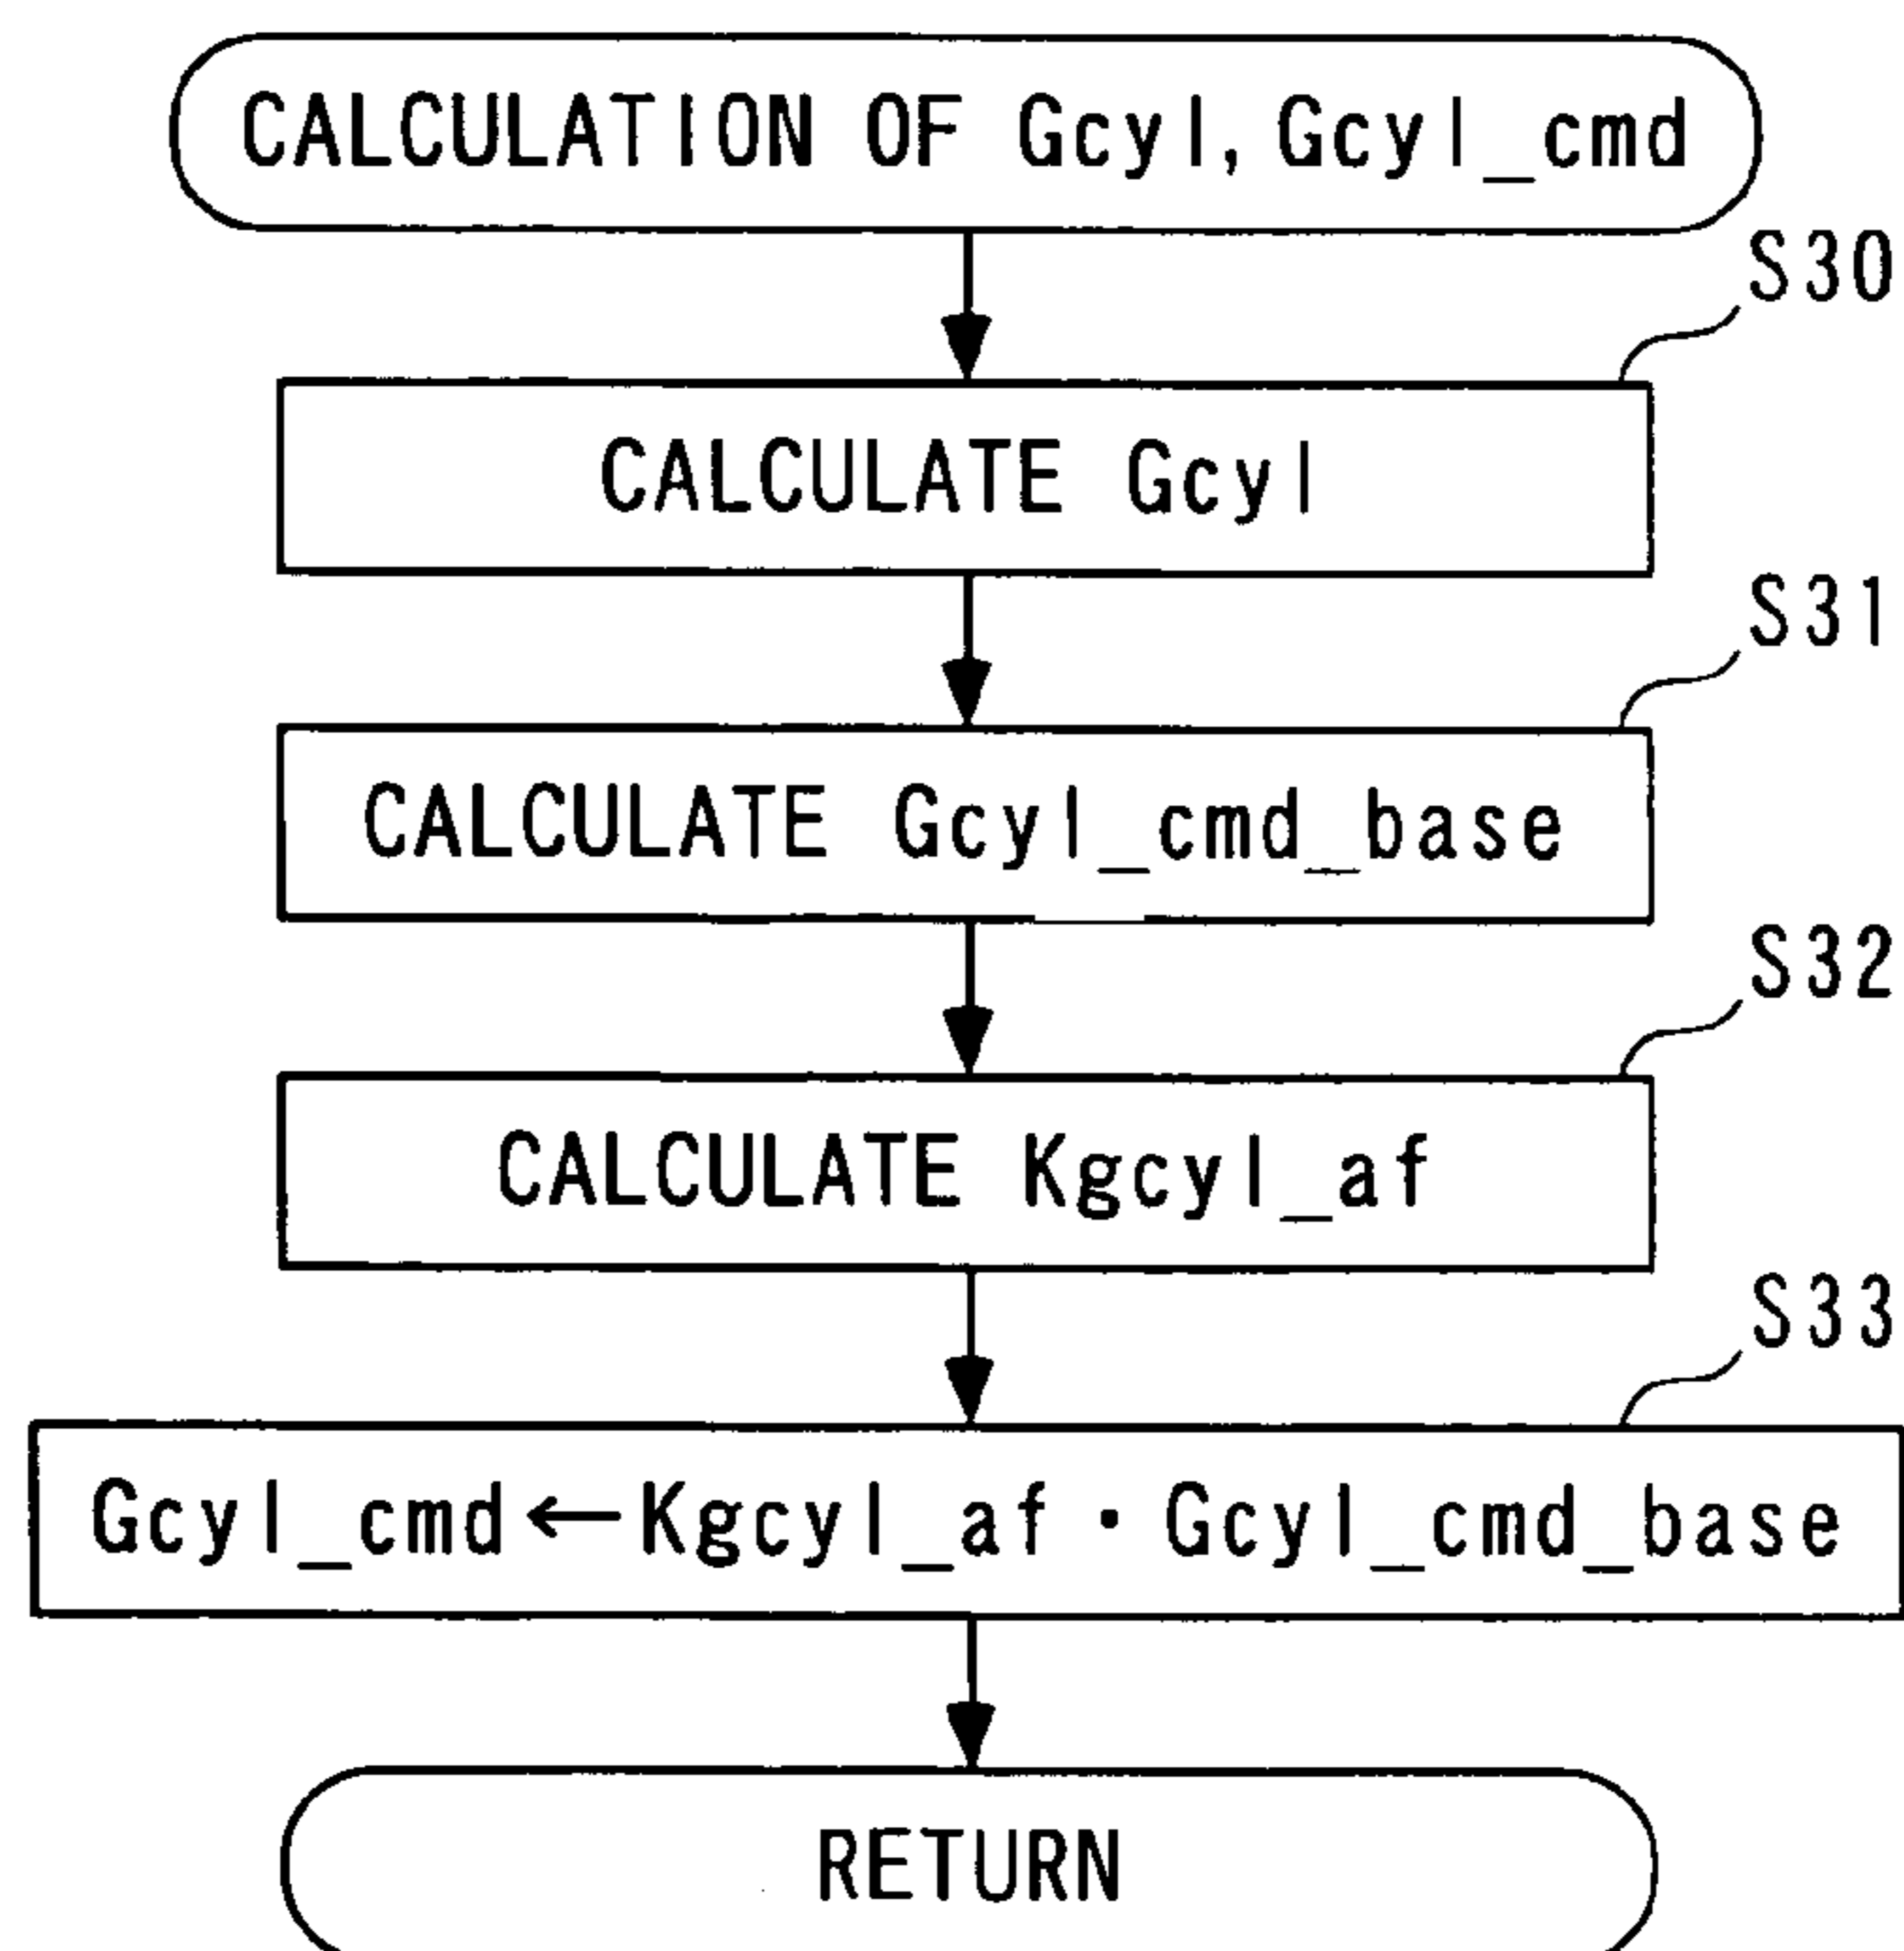 CALCULATION OF Gcyl, Gcyl_cmd
S30
CALCULATE Gcyl
S31
CALCULATE Gcyl_cmd_base
S32
CALCULATE Kgcyl_af
S33
Gcyl_cmd←Kgcyl_af・Gcyl_cmd_base
RETURN